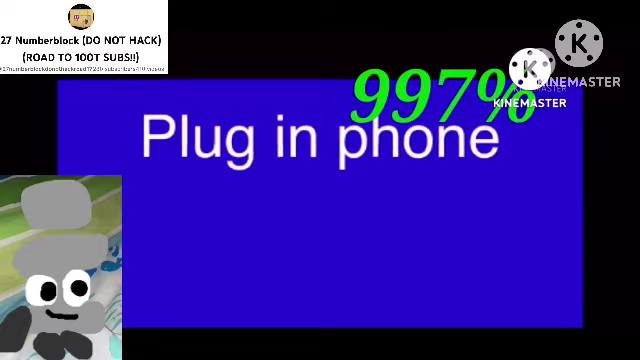 27 Numberblock (DO NOT HACK)
(ROAD TO 100T SUBS!!)
997%
Plug in phone
KINEMASTER
KINEMASTER